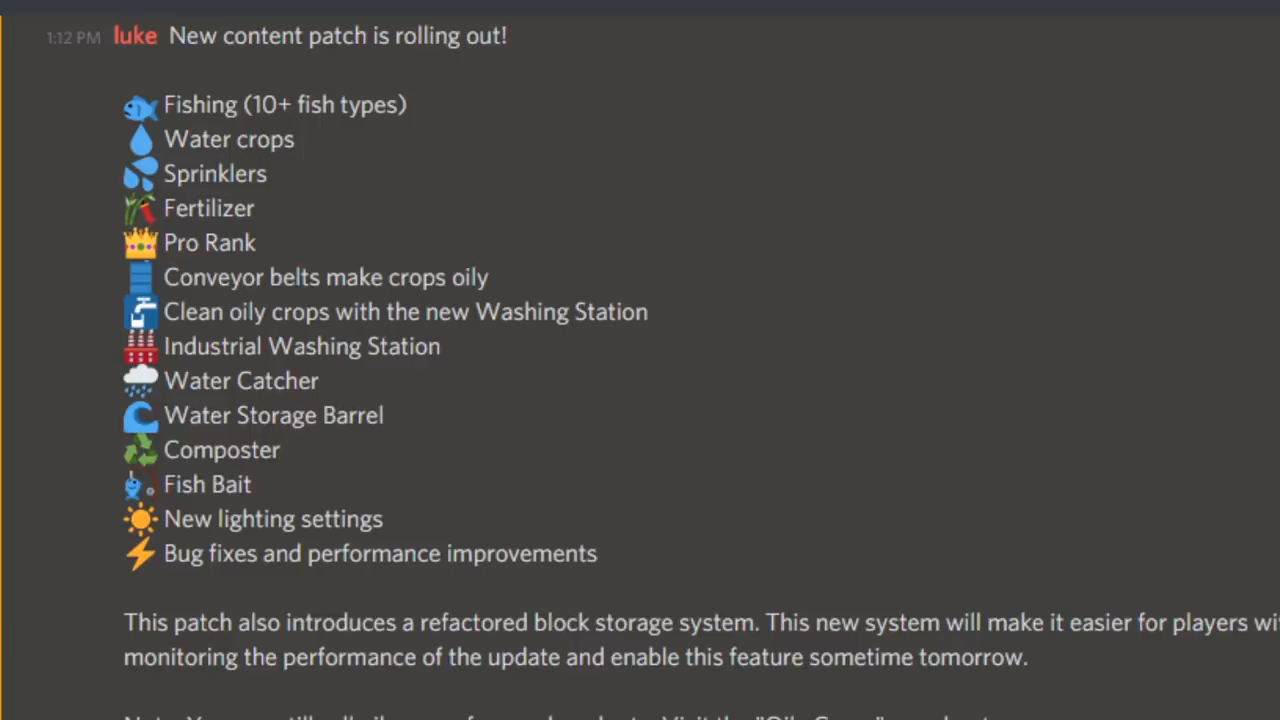 1:12 PM luke New content patch is rolling out!
Fishing (10+ fish types)
Water crops
Sprinklers
Fertilizer
Pro Rank
Conveyor belts make crops oily
Clean oily crops with the new Washing Station
Industrial Washing Station
Water Catcher
Water Storage Barrel
Composter
Fish Bait
New lighting settings
Bug fixes and performance improvements
This patch also introduces a refactored block storage system. This new system will make it easier for players
monitoring the performance of the update and enable this feature sometime tomorrow.